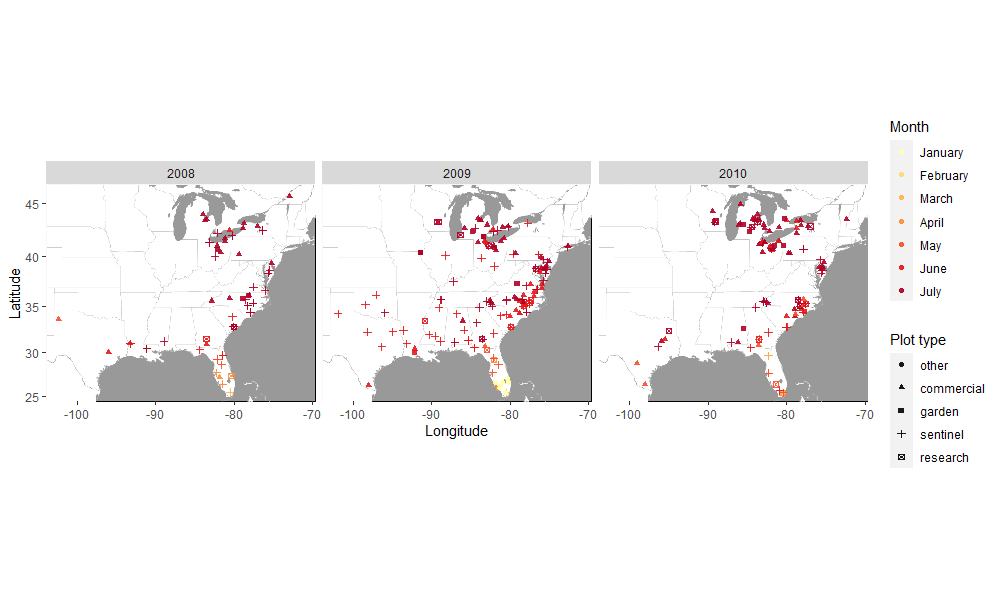 2008 2009 2010
45
40
35
30
25
Latitude
-100 -90 -80 -70 -100 -90 -80 -70 -100 -90 -80 -70
Longitude
Month
January
February
March
April
May
June
July
Plot type
other
commercial
garden
sentinel
research